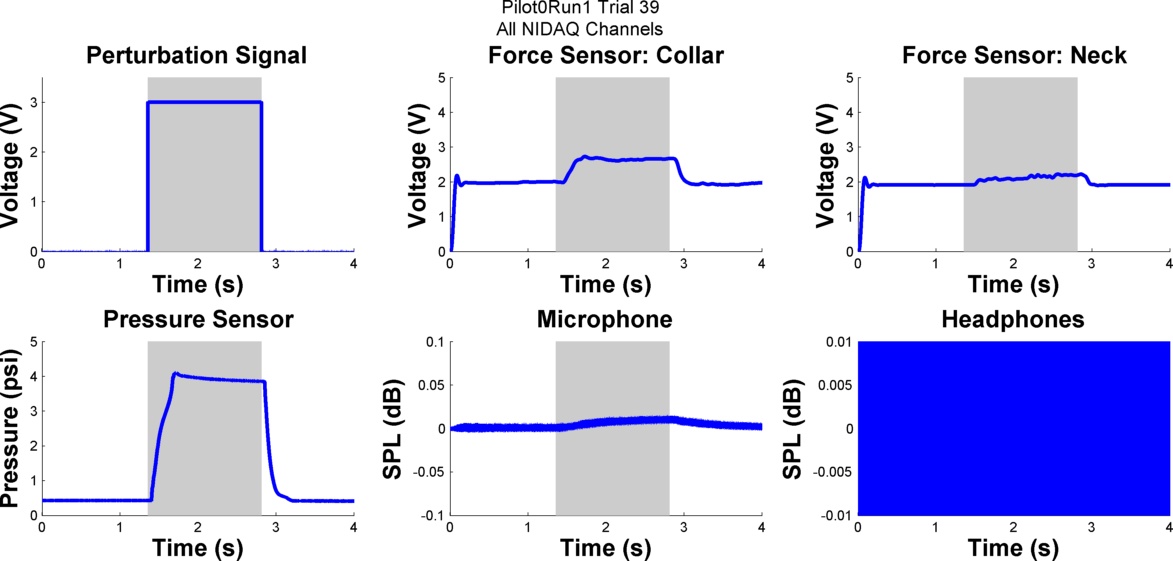 Pilot0Run1 Trial 39
All NIDAQ Channels
Perturbation Signal
Voltage (V)
3
2
1
0
0 1 2 3 4
Time (s)
Force Sensor: Collar
Voltage (V)
5
4
3
2
1
0
0 1 2 3 4
Time (s)
Force Sensor: Neck
Voltage (V)
5
4
3
2
1
0
0 1 2 3 4
Time (s)
Pressure Sensor
Pressure (psi)
5
4
3
2
1
0
0 1 2 3 4
Time (s)
Microphone
SPL (dB)
0.1
0.05
0
-0.05
-0.1
0 1 2 3 4
Time (s)
Headphones
SPL (dB)
0.01
0.005
0
-0.005
-0.01
0 1 2 3 4
Time (s)